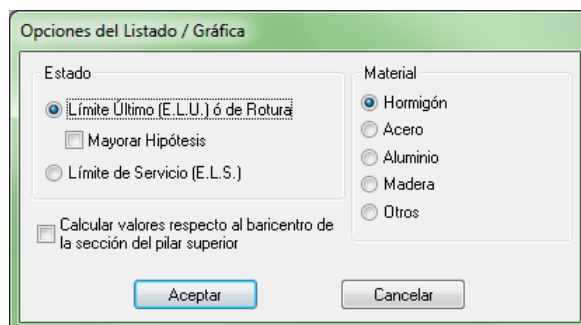 Opciones del Listado / Gráfica
Estado
Límite Último (E.L.U.) ó de Rotura
Mayorar Hipótesis
Límite de Servicio (E.L.S.)
Calcular valores respecto al baricentro de
la sección del pilar superior
Material
Hormigón
Acero
Aluminio
Madera
Otros
Aceptar
Cancelar